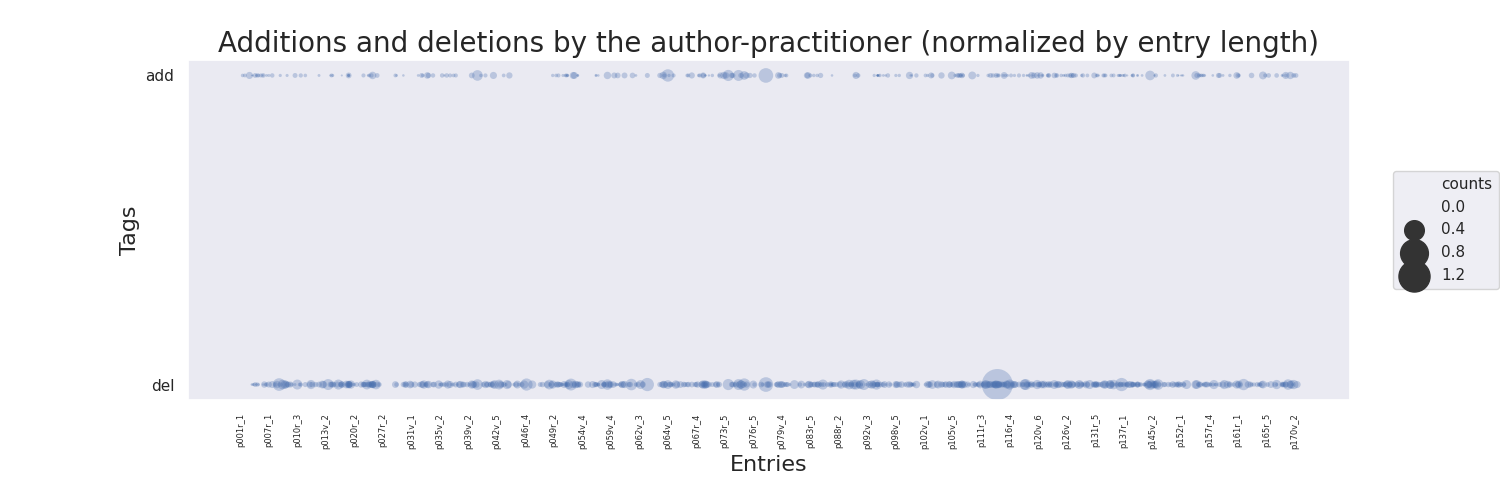 Additions and deletions by the author-practitioner (normalized by entry length)
add
del
Tags
counts
0.0
0.4
0.8
1.2
p001r_1
p007r_1
p010r_3
p013v_2
p020r_2
p027r_2
p031v_1
p035v_2
p039v_2
p042v_5
p046r_4
p049r_2
p054v_4
p059v_4
p062v_3
p064v_5
p067r_4
p073r_5
p076r_5
p079v_4
p083r_5
p088r_2
p092v_3
p098v_5
p102v_1
p105v_5
p111r_3
p116r_4
p120v_6
p126v_2
p131r_5
p137r_1
p145v_2
p152r_1
p157r_4
p161r_1
p165r_5
p170v_2
Entries